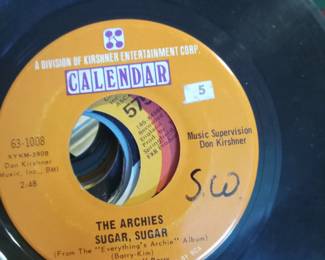 A DIVISION OF KIRSHNER ENTERTAINMENT CORP.
CALENDAR
5
63-1008
Don Kirshner
Music, Inc., BMI
2:48
Music Supervision
Don Kirshner
575
S.W.
THE ARCHIES
SUGAR, SUGAR
(From The "Everything's Archie" Album)
(Barry-Kim)